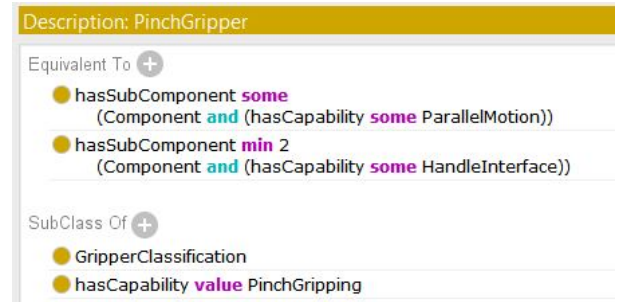 Description: PinchGripper
Equivalent To
hasSubComponent some
(Component and (hasCapability some ParallelMotion))
hasSubComponent min 2
(Component and (hasCapability some HandleInterface))
SubClass Of
GripperClassification
hasCapability value PinchGripping